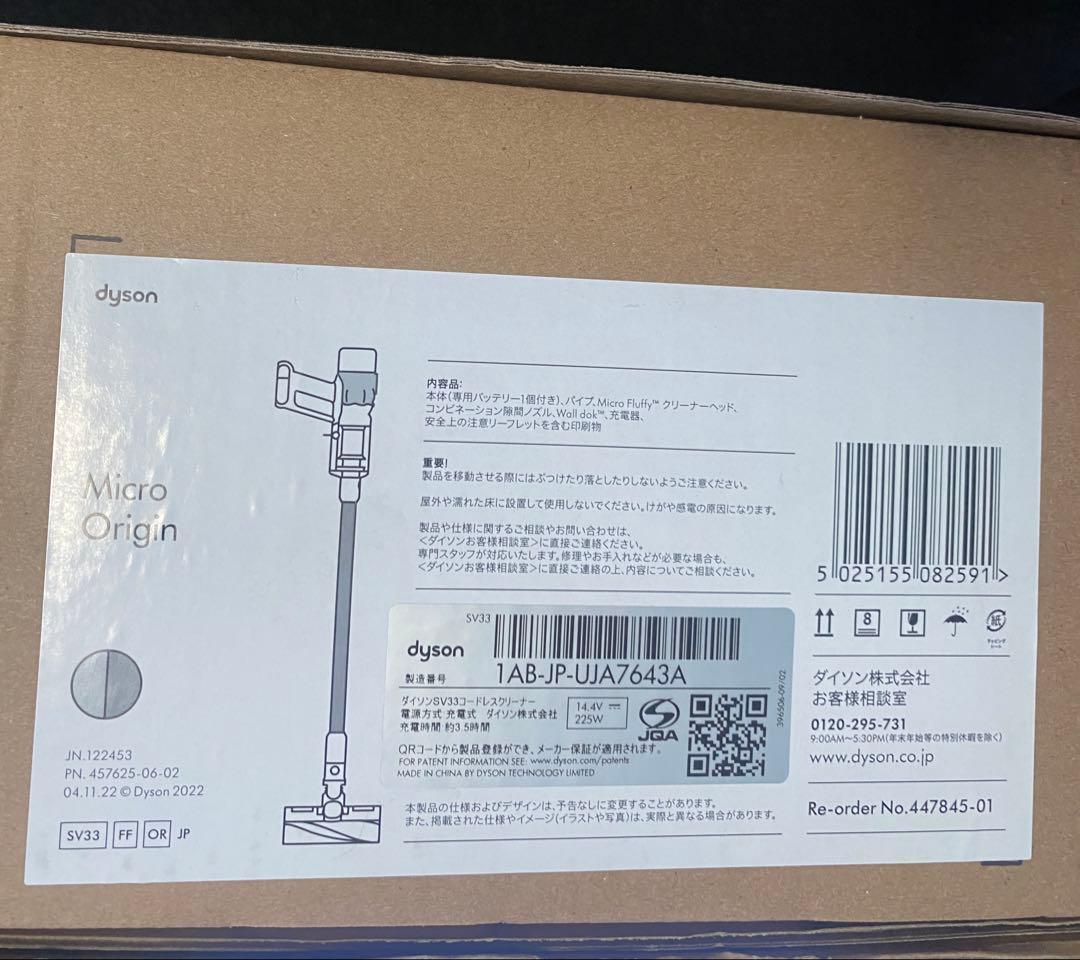 dyson
Micro
Origin
JN.122453
PN. 457625-06-02
04.11.22 © Dyson 2022
SV33 FF OR JP
内容品:
本体(専用バッテリー1個付き)、パイプ、Micro Fluffy™ クリーナーヘッド、
コンビネーション隙間ノズル、Wall dok™、充電器、
安全上の注意リーフレットを含む印刷物
重要!
製品を移動させる際にはぶつけたり落としたりしないようご注意ください。
屋外や濡れた床に設置して使用しないでください。けがや感電の原因になります。
製品や仕様に関するご相談やお問い合わせは、
<ダイソンお客様相談室>に直接ご連絡ください。
専門スタッフが対応いたします。修理やお手入れなどが必要な場合も、
<ダイソンお客様相談室>に直接ご連絡の上、内容についてご相談ください。
SV33
dyson
製造番号 1AB-JP-UJA7643A
ダイソンSV33コードレスクリーナー
電源方式:充電式 ダイソン株式会社
充電時間:約3.5時間
14.4V
225W
JQA
396506-09/02
QRコードから製品登録ができ、メーカー保証が適用されます。
FOR PATENT INFORMATION SEE: www.dyson.com/patents
MADE IN CHINA BY DYSON TECHNOLOGY LIMITED
本製品の仕様およびデザインは、予告なしに変更することがあります。
また、掲載された仕様やイメージ(イラストや写真)は、実際と異なる場合があります。
5 025155 082591 >
8
紙
ダイソン株式会社
お客様相談室
0120-295-731
9:00AM~5:30PM(年末年始等の特別休暇を除く)
www.dyson.co.jp
Re-order No.447845-01